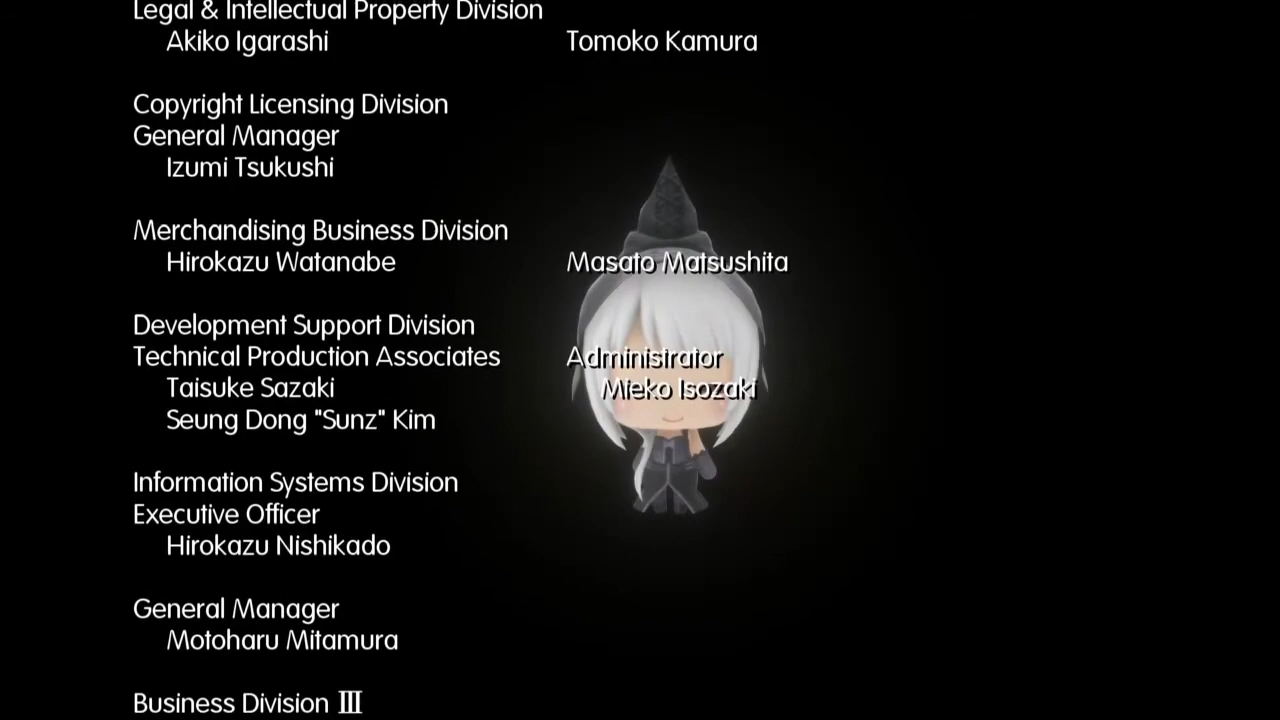 Legal & Intellectual Property Division
Akiko Igarashi Tomoko Kamura
Copyright Licensing Division
General Manager
Izumi Tsukushi
Merchandising Business Division
Hirokazu Watanabe Masato Matsushita
Development Support Division
Technical Production Associates Administrator
Taisuke Sazaki Mieko Isozaki
Seung Dong "Sunz" Kim
Information Systems Division
Executive Officer
Hirokazu Nishikado
General Manager
Motoharu Mitamura
Business Division III